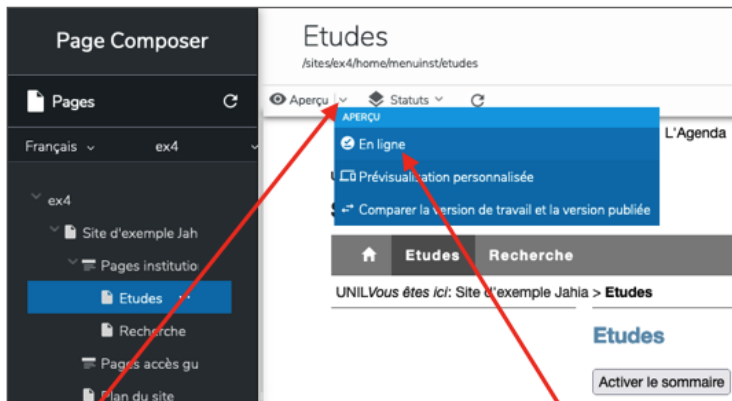 Page Composer
Pages
Français
ex4
ex4
Site d'exemple Jah
Pages institutio
Etudes
Recherche
Pages accès gu
Plan du site
Etudes
/sites/ex4/home/menuinst/etudes
Aperçu
Statuts
APERÇU
En ligne
Prévisualisation personnalisée
Comparer la version de travail et la version publiée
L'Agenda
Etudes Recherche
UNILVous êtes ici: Site d'exemple Jahia > Etudes
Etudes
Activer le sommaire